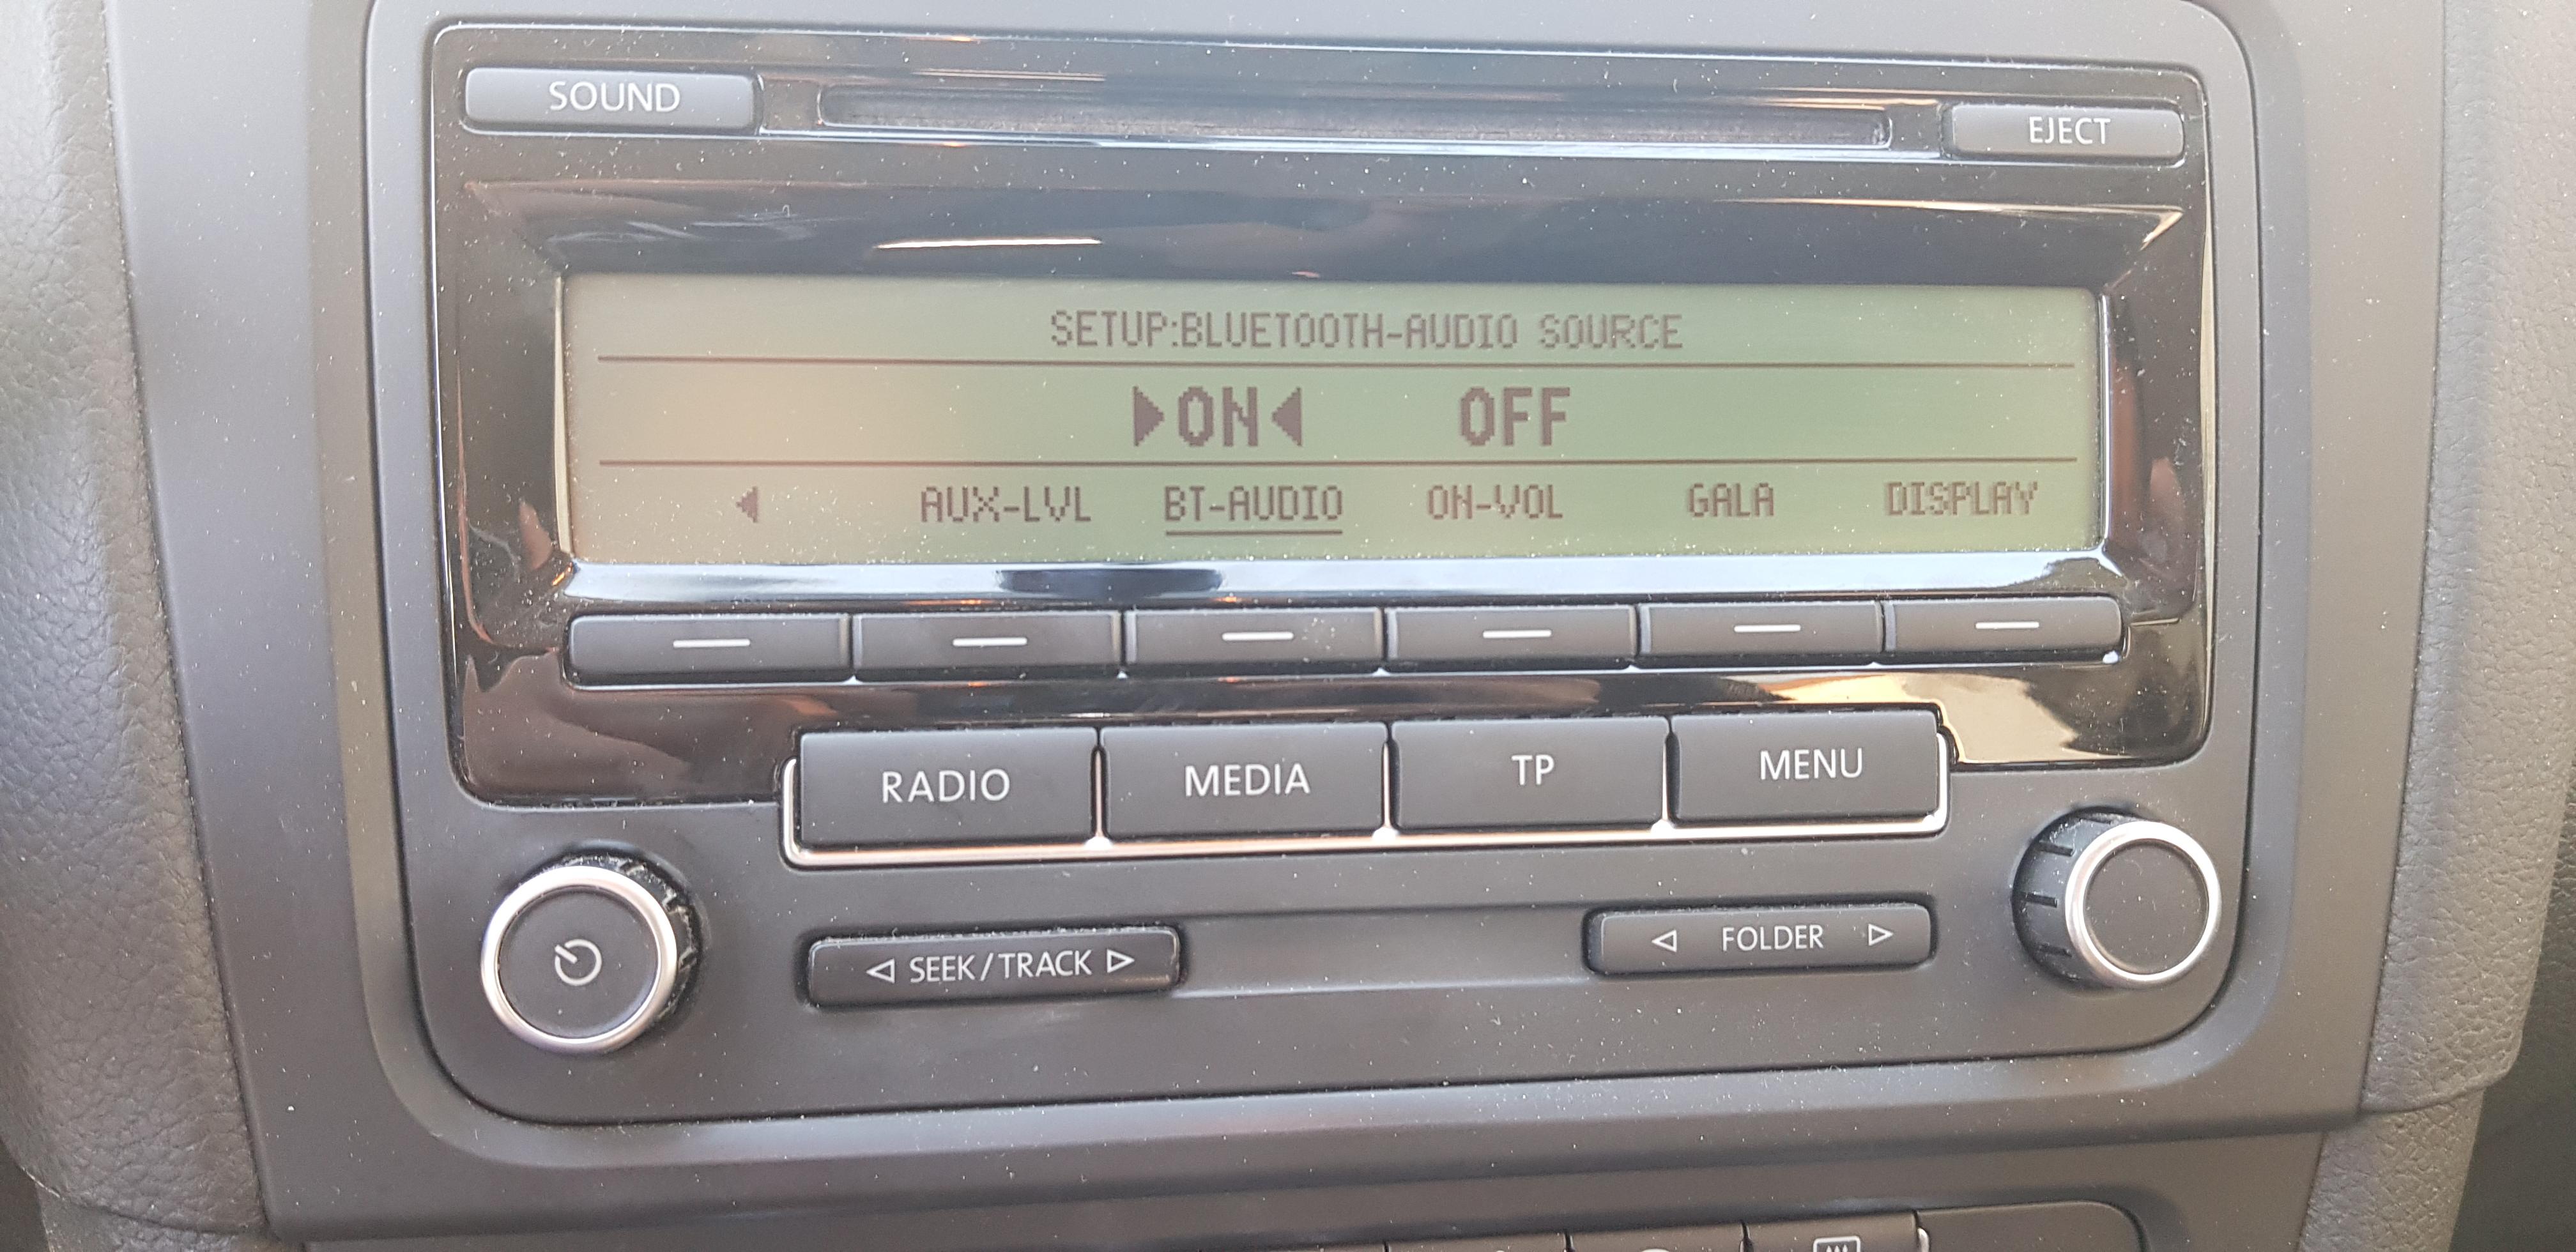 SOUND
EJECT
SETUP:BLUETOOTH-AUDIO SOURCE
ON OFF
AUX-LVL BT-AUDIO ON-VOL GALA DISPLAY
RADIO MEDIA TP MENU
SEEK/TRACK
FOLDER